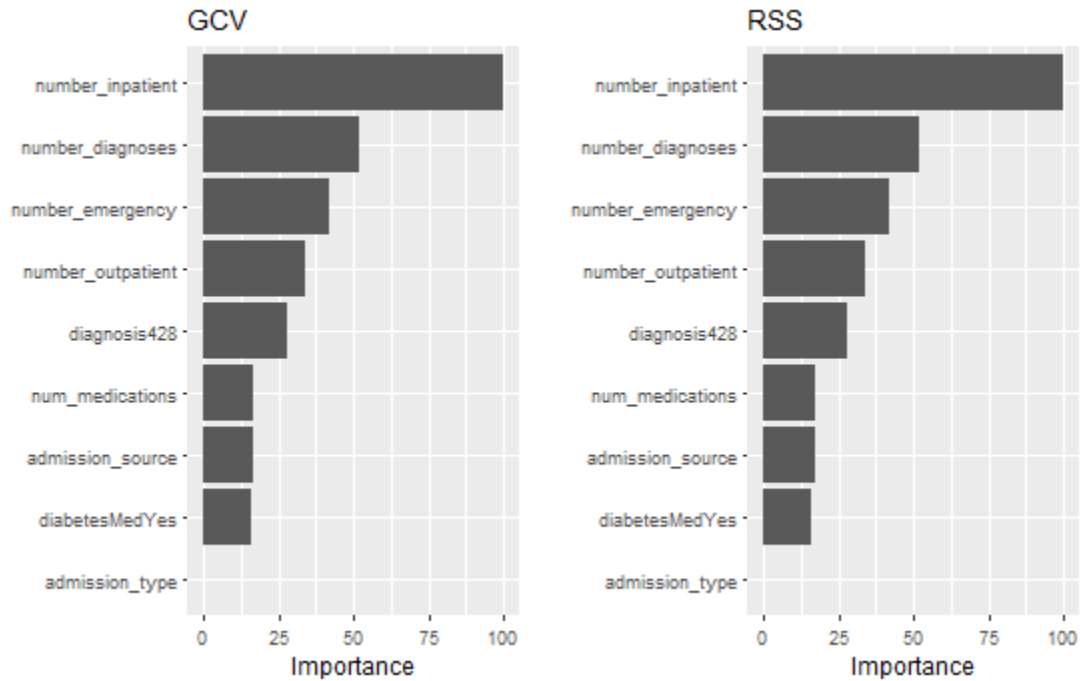 GCV
number_inpatient
number_diagnoses
number_emergency
number_outpatient
diagnosis428
num_medications
admission_source
diabetesMedYes
admission_type
0 25 50 75 100
Importance
RSS
number_inpatient
number_diagnoses
number_emergency
number_outpatient
diagnosis428
num_medications
admission_source
diabetesMedYes
admission_type
0 25 50 75 100
Importance